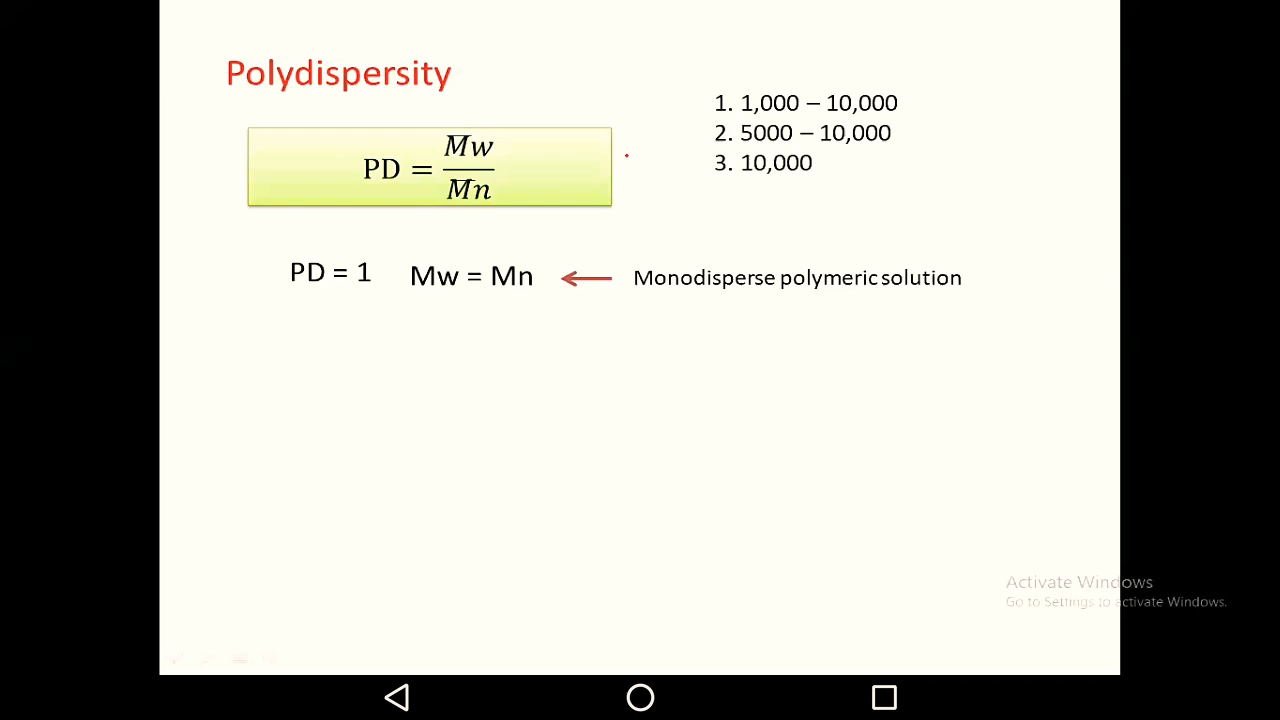 Polydispersity
1. 1,000 – 10,000
2. 5000 – 10,000
3. 10,000
PD = M̅w / M̅n
PD = 1 Mw = Mn Monodisperse polymeric solution
Activate Windows
Go to Settings to activate Windows.